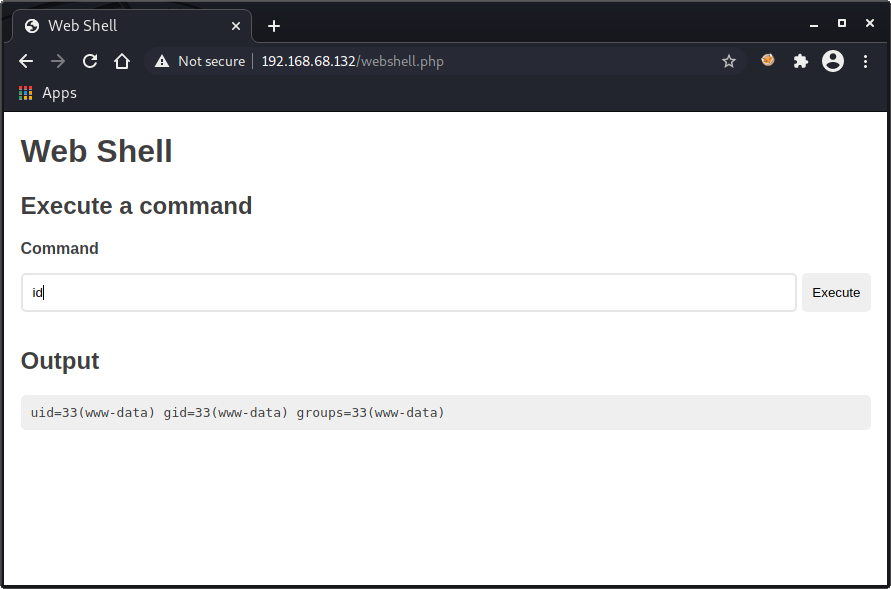 Web Shell
Not secure 192.168.68.132/webshell.php
Apps
Web Shell
Execute a command
Command
id Execute
Output
uid=33(www-data) gid=33(www-data) groups=33(www-data)